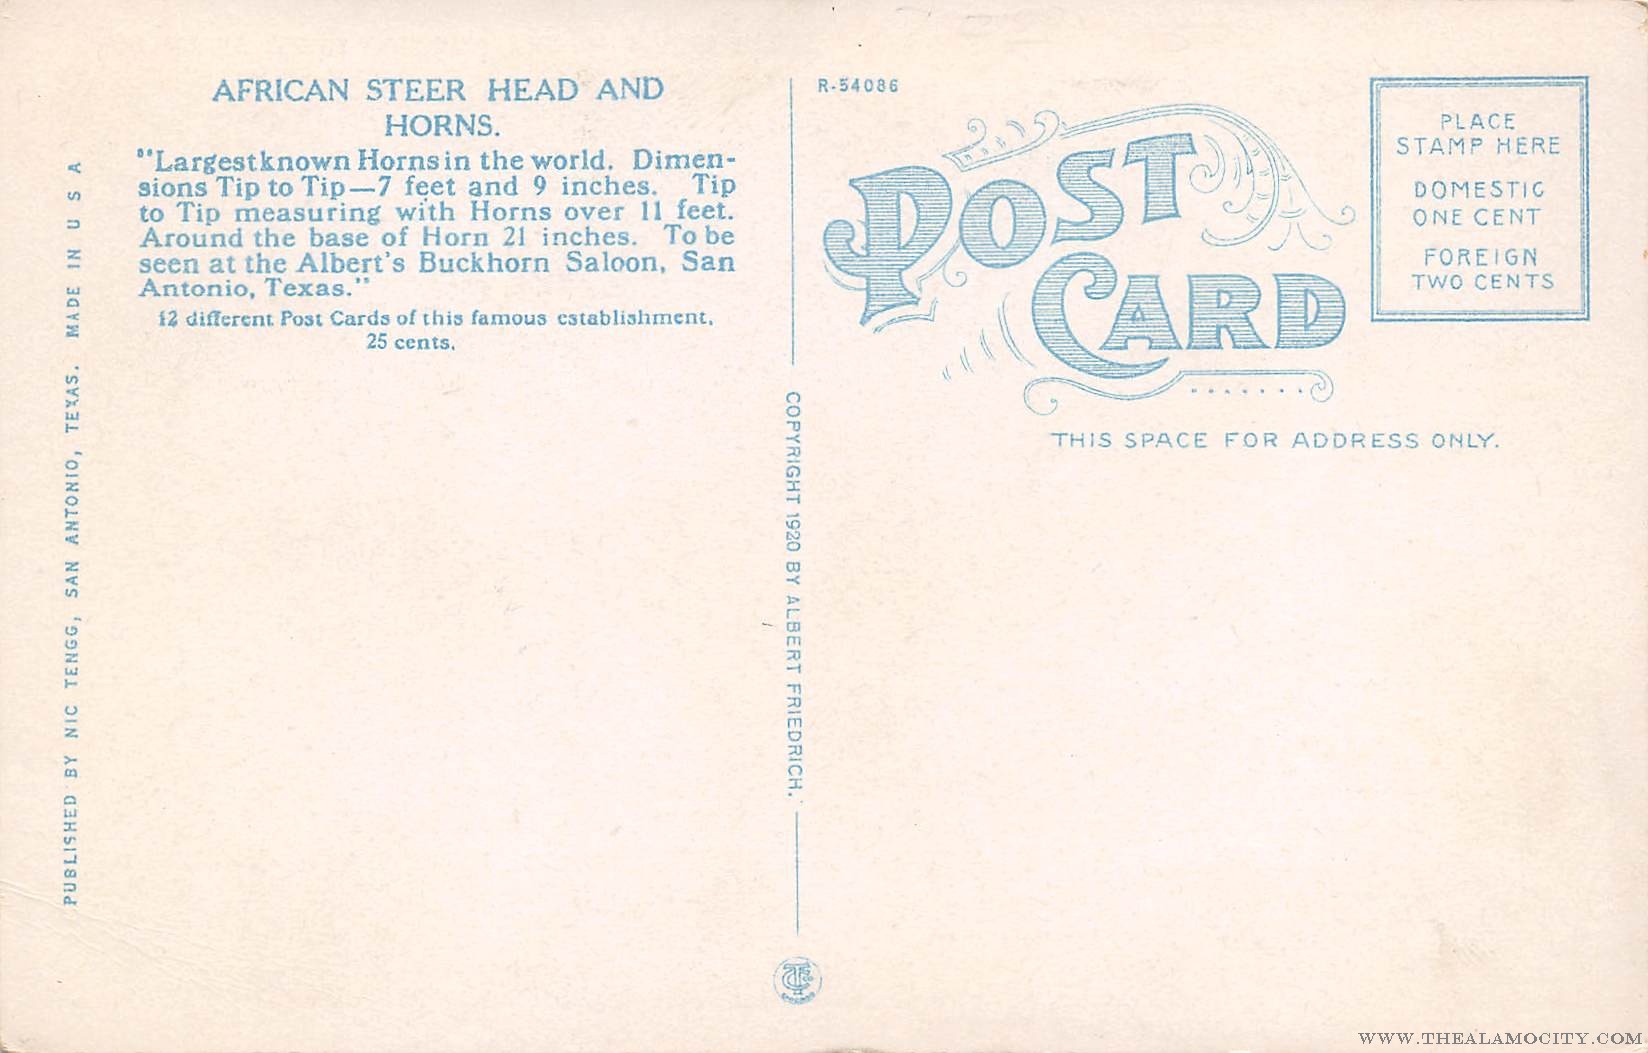 AFRICAN STEER HEAD AND
HORNS.
"Largest known Horns in the world. Dimen-
sions Tip to Tip—7 feet and 9 inches. Tip
to Tip measuring with Horns over 11 feet.
Around the base of Horn 21 inches. To be
seen at the Albert's Buckhorn Saloon, San
Antonio, Texas."
12 different Post Cards of this famous establishment,
25 cents.
PUBLISHED BY NIC TENGG, SAN ANTONIO, TEXAS. MADE IN U S A
COPYRIGHT 1920 BY ALBERT FRIEDRICH.
R-54086
POST
CARD
PLACE
STAMP HERE
DOMESTIC
ONE CENT
FOREIGN
TWO CENTS
THIS SPACE FOR ADDRESS ONLY.
WWW.THEALAMOCITY.COM